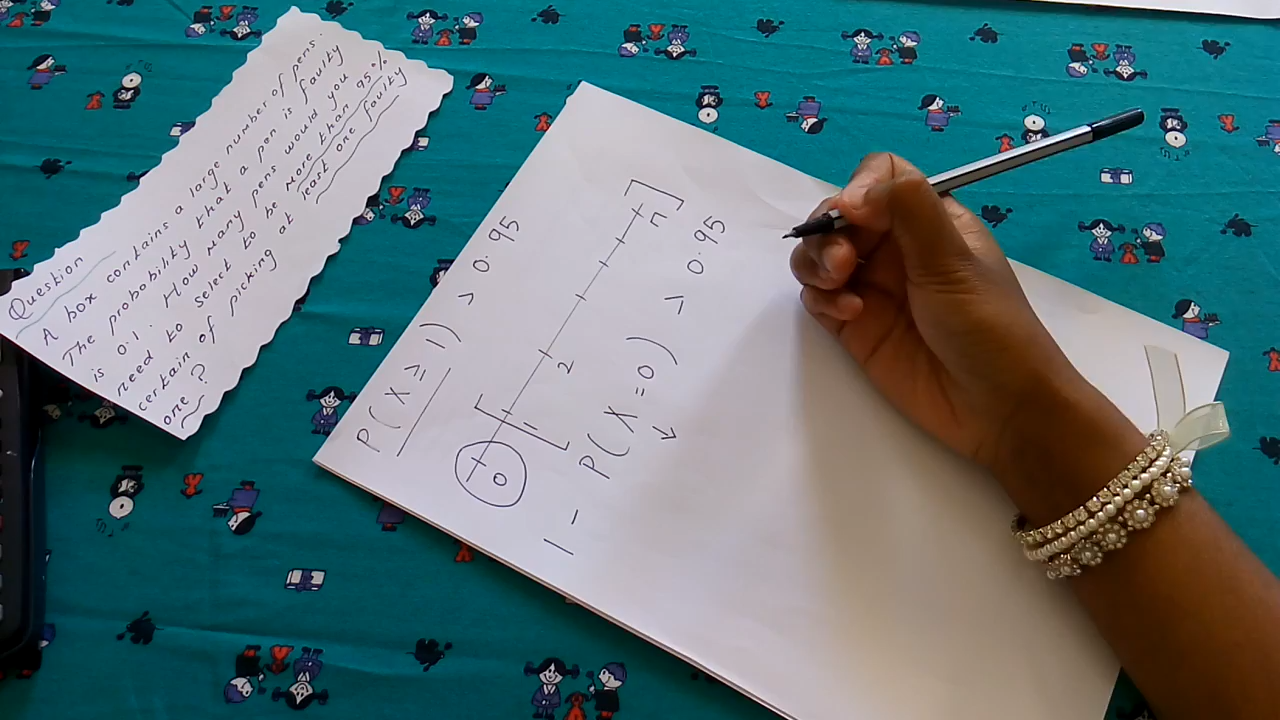 Question
A box contains a large number of pens.
The probability that a pen is faulty
is 0.1. How many pens would you
need to select to be more than 95%
certain of picking at least one faulty
one?
P(X ≥ 1) > 0.95
0 1 2 n
1 - P(X = 0) > 0.95
↓